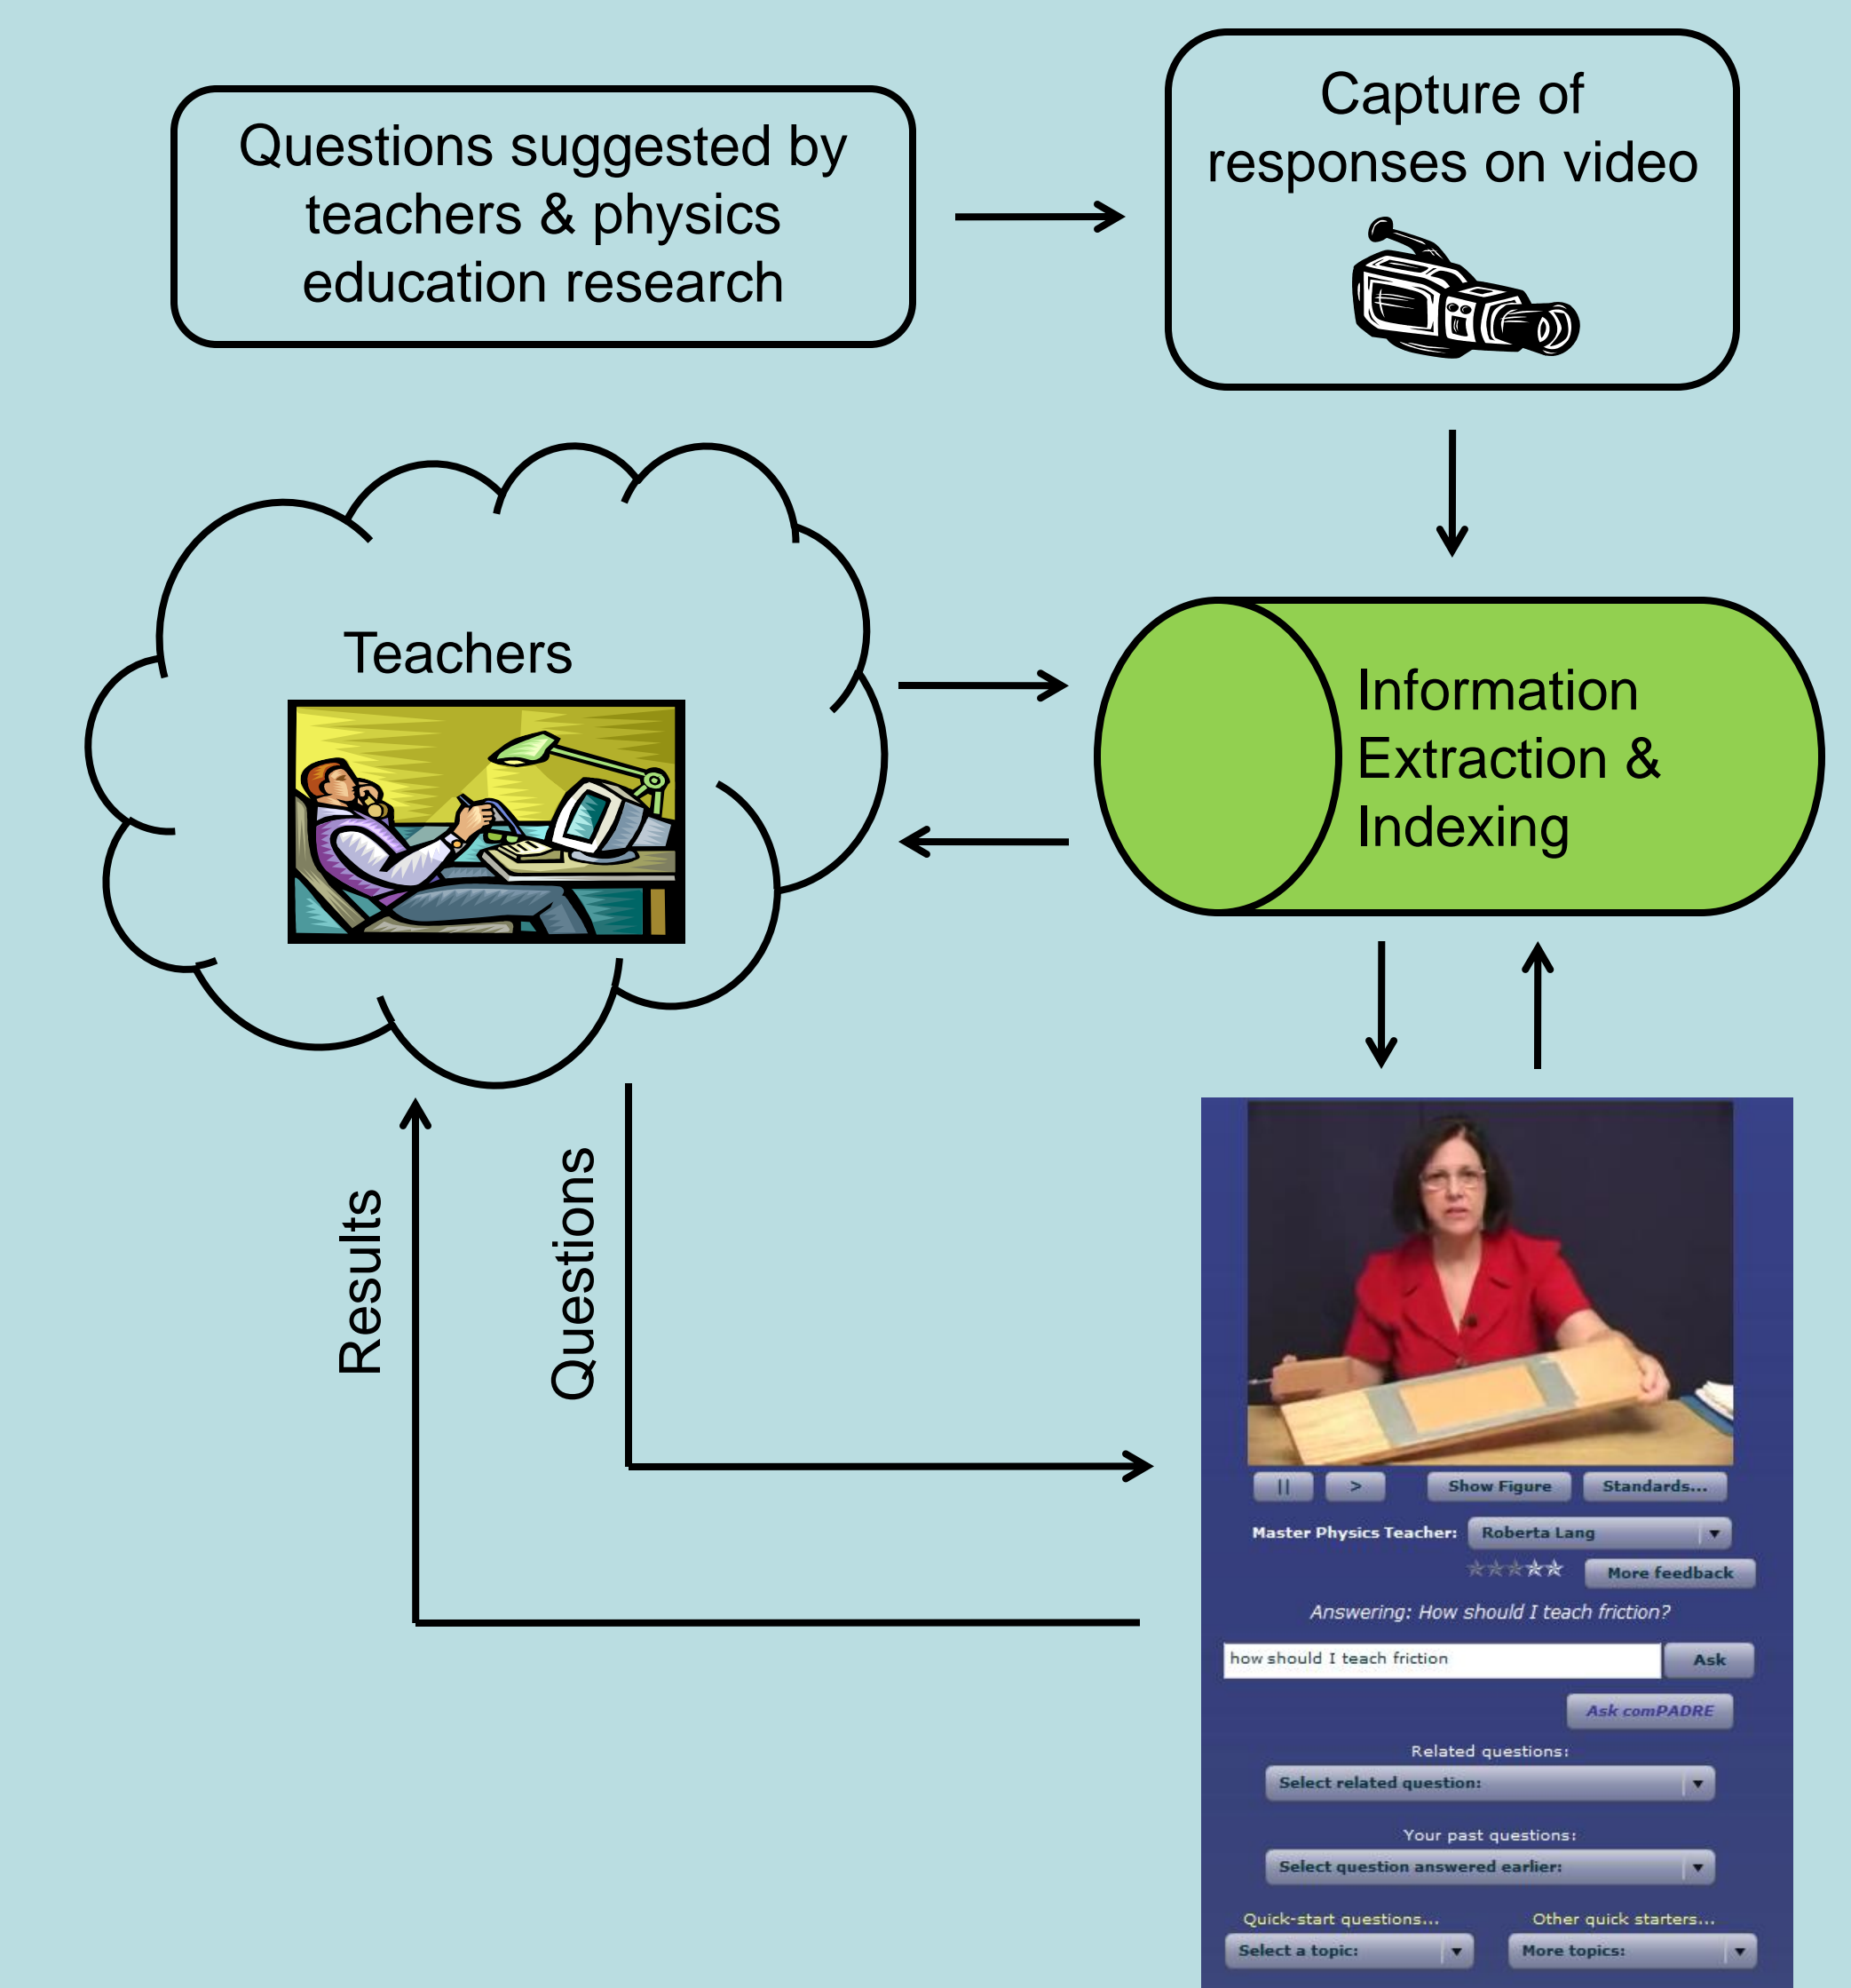 Questions suggested by
teachers & physics
education research
Capture of
responses on video
Teachers
Information
Extraction &
Indexing
Results
Questions
||
>
Show Figure
Standards...
Master Physics Teacher:
Roberta Lang
More feedback
Answering: How should I teach friction?
how should I teach friction
Ask
Ask comPADRE
Related questions:
Select related question:
Your past questions:
Select question answered earlier:
Quick-start questions...
Other quick starters...
Select a topic:
More topics: